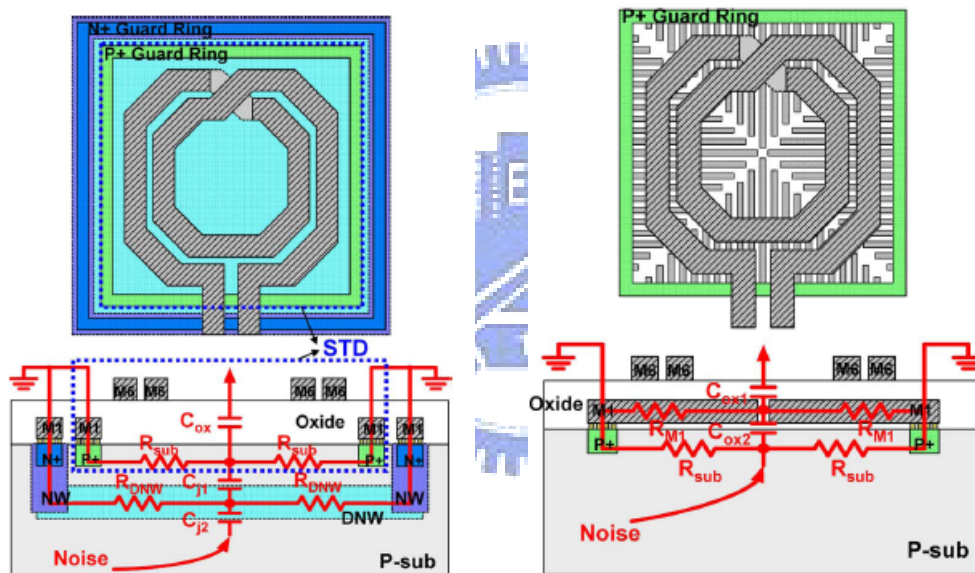 N+ Guard Ring
P+ Guard Ring
STD
M6 M6
M6 M6
Cox
Oxide
M1 M1
M1 M1
N+ P+
P+ N+
Rsub
Rsub
RDNW
Cj1
RDNW
NW
NW
Cj2
DNW
Noise
P-sub
P+ Guard Ring
E
M6 M6
M6 M6
Cox1
Oxide
M1
M1
RM1
Cox2
RM1
P+
P+
Rsub
Rsub
Noise
P-sub